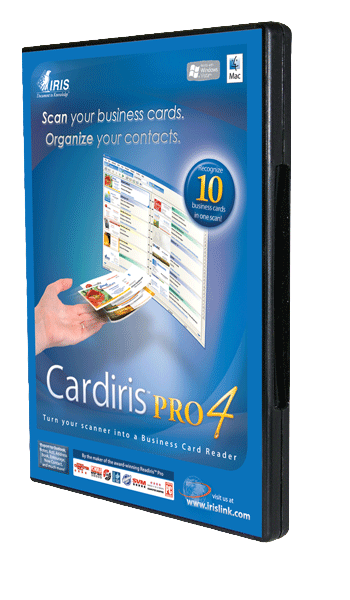 IRIS
Mac
Scan your business cards.
Organize your contacts.
Recognize
10
business cards
in one scan!
Cardiris™ PRO 4
Turn your scanner into a Business Card Reader
By the maker of the award-winning Readiris™ Pro
visit us at
www.irislink.com